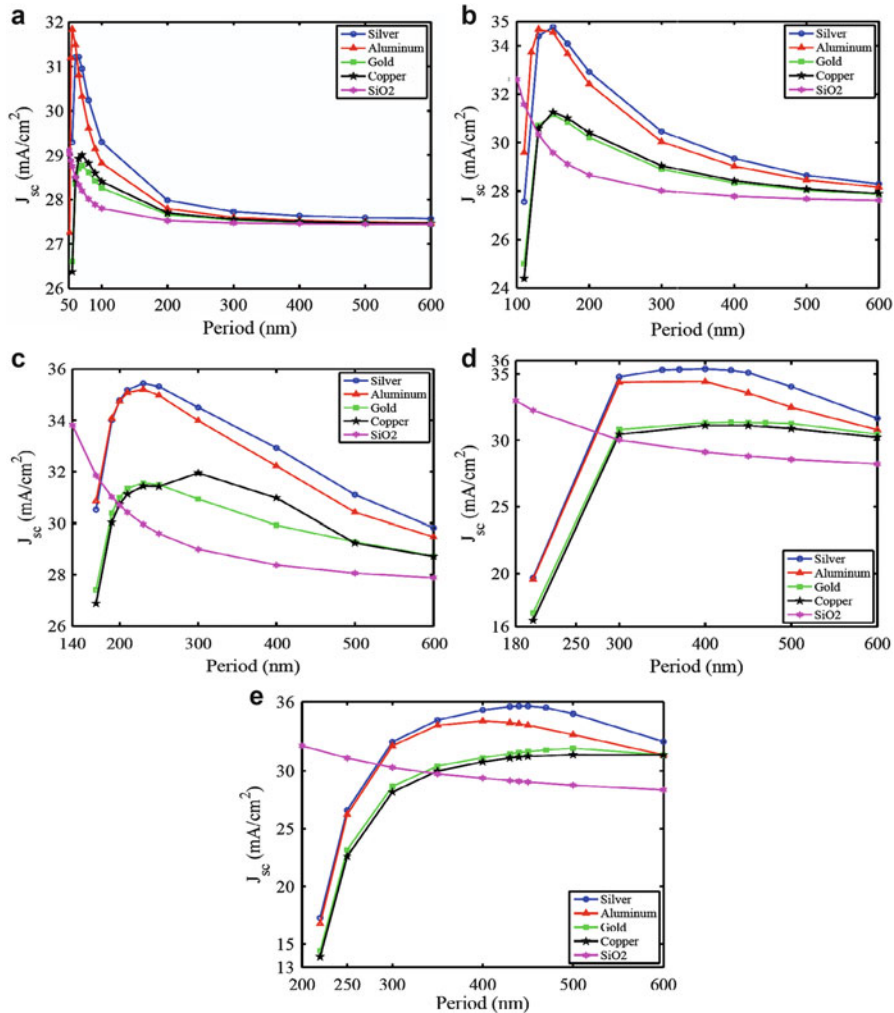 a
32
31
30
29
28
27
26
J_sc (mA/cm²)
50 100 200 300 400 500 600
Period (nm)
Silver
Aluminum
Gold
Copper
SiO2
b
35
34
32
30
28
26
24
J_sc (mA/cm²)
100 200 300 400 500 600
Period (nm)
Silver
Aluminum
Gold
Copper
SiO2
c
36
34
32
30
28
26
J_sc (mA/cm²)
140 200 300 400 500 600
Period (nm)
Silver
Aluminum
Gold
Copper
SiO2
d
36
35
30
25
20
16
J_sc (mA/cm²)
180 250 300 400 500 600
Period (nm)
Silver
Aluminum
Gold
Copper
SiO2
e
36
30
25
20
15
13
J_sc (mA/cm²)
200 250 300 400 500 600
Period (nm)
Silver
Aluminum
Gold
Copper
SiO2